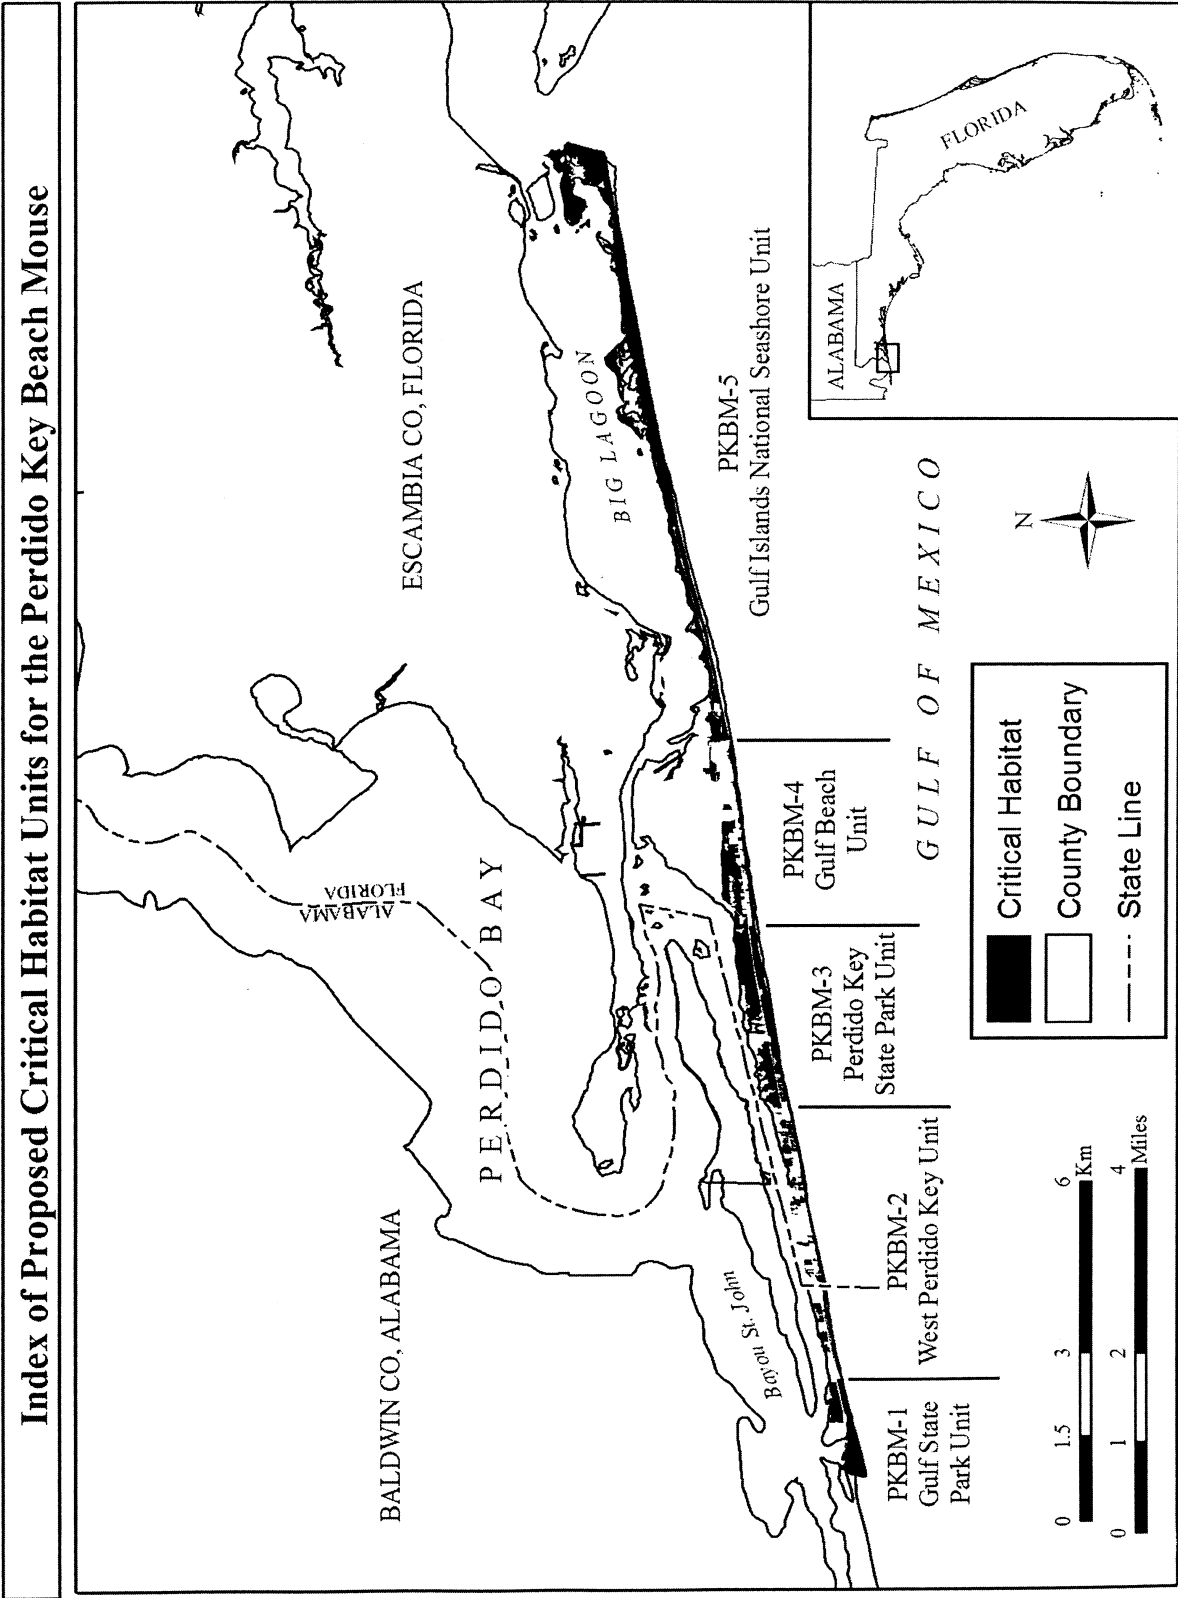 Index of Proposed Critical Habitat Units for the Perdido Key Beach Mouse
BALDWIN CO, ALABAMA
ESCAMBIA CO, FLORIDA
ALABAMA
FLORIDA
PERDIDO BAY
BIG LAGOON
Bayou St. John
PKBM-1
Gulf State
Park Unit
PKBM-2
West Perdido Key Unit
PKBM-3
Perdido Key
State Park Unit
PKBM-4
Gulf Beach
Unit
PKBM-5
Gulf Islands National Seashore Unit
GULF OF MEXICO
0 1.5 3 6
Km
0 1 2 4
Miles
Critical Habitat
County Boundary
State Line
N
ALABAMA
FLORIDA